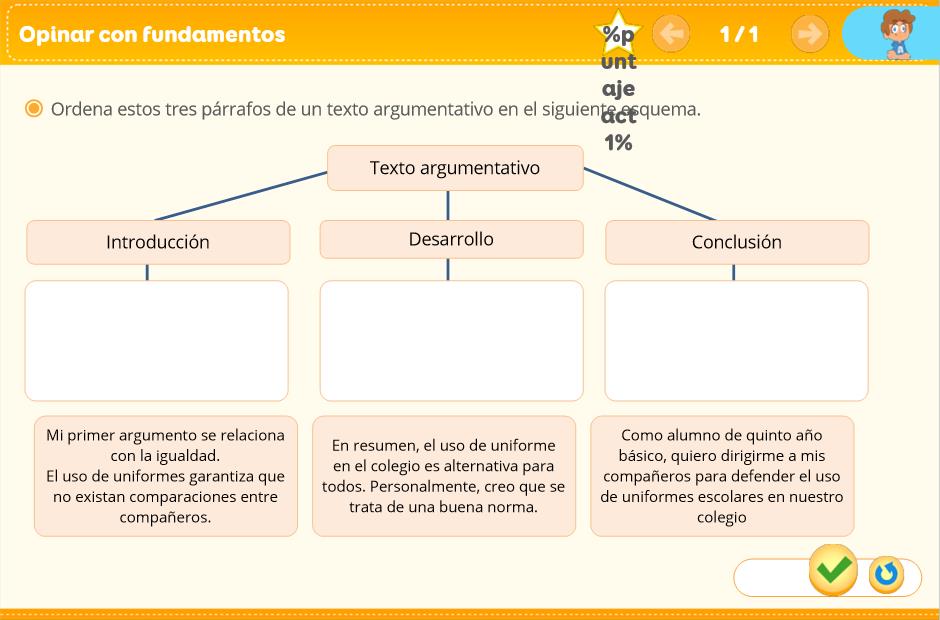 Opinar con fundamentos
%p
unt
aje
act
1%
1 / 1
Ordena estos tres párrafos de un texto argumentativo en el siguiente esquema.
Texto argumentativo
Introducción
Desarrollo
Conclusión
Mi primer argumento se relaciona
con la igualdad.
El uso de uniformes garantiza que
no existan comparaciones entre
compañeros.
En resumen, el uso de uniforme
en el colegio es alternativa para
todos. Personalmente, creo que se
trata de una buena norma.
Como alumno de quinto año
básico, quiero dirigirme a mis
compañeros para defender el uso
de uniformes escolares en nuestro
colegio